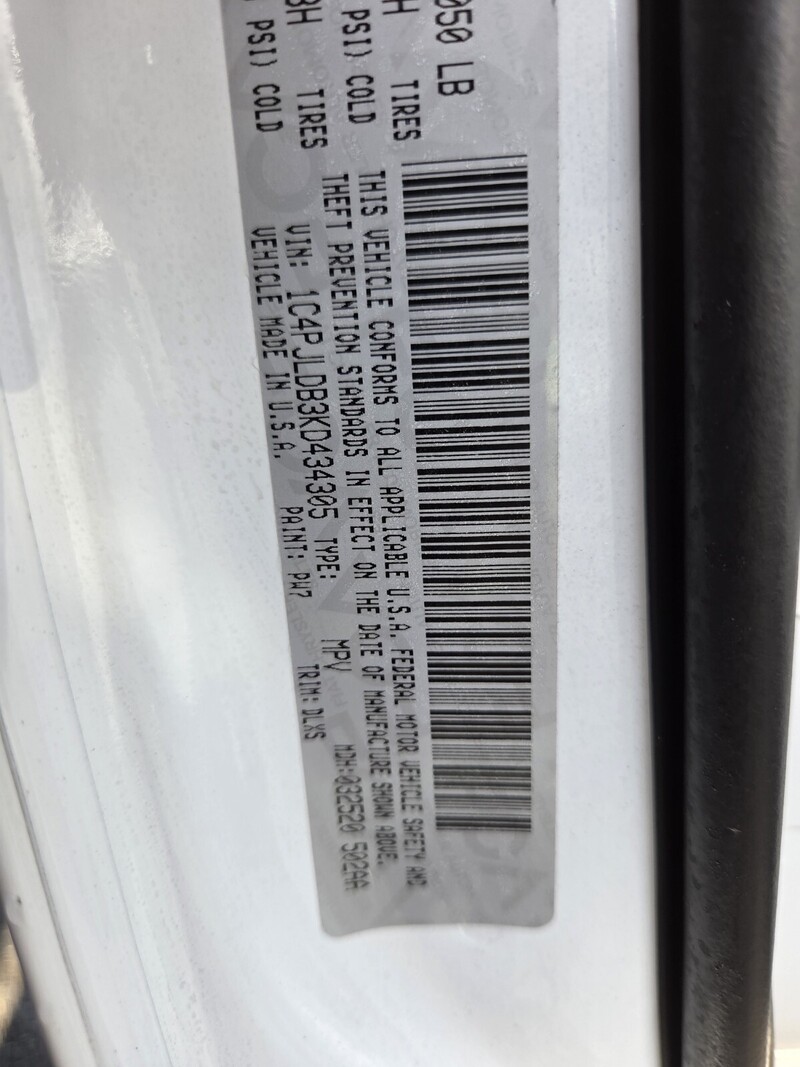 050 LB
H TIRES
PSI) COLD
BH TIRES
PSI) COLD
THIS VEHICLE CONFORMS TO ALL APPLICABLE U.S.A. FEDERAL MOTOR VEHICLE SAFETY AND
THEFT PREVENTION STANDARDS IN EFFECT ON THE DATE OF MANUFACTURE SHOWN ABOVE.
VIN: 1C4PJLDB3KD434305 TYPE: MPV MDH:032520 502AA
VEHICLE MADE IN U.S.A. PAINT: PW7 TRIM: DLXS